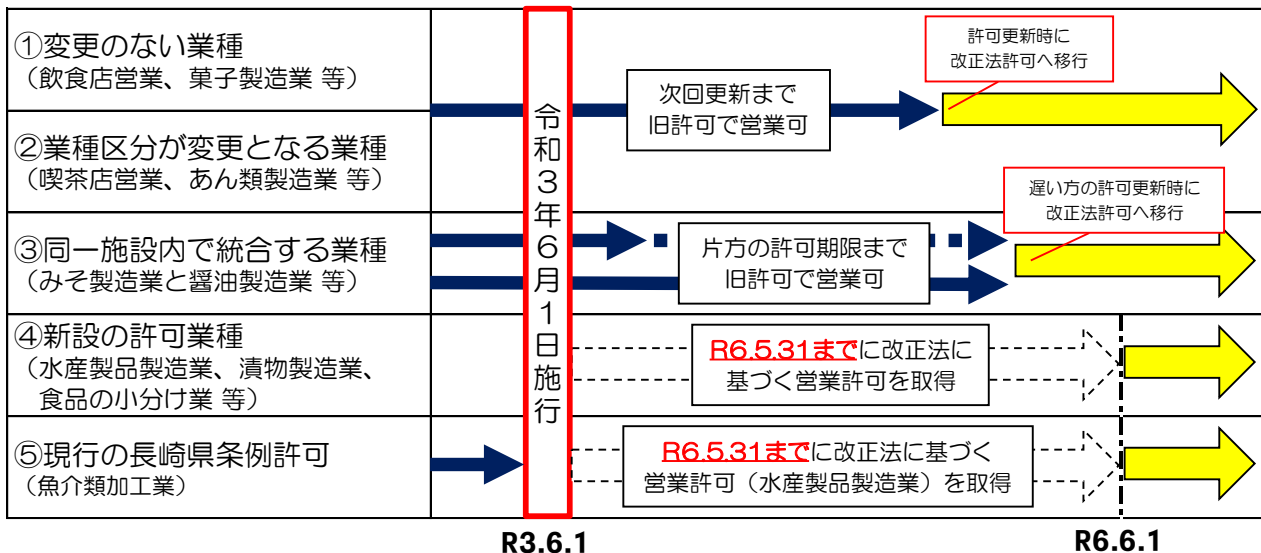 ①変更のない業種
（飲食店営業、菓子製造業 等）
②業種区分が変更となる業種
（喫茶店営業、あん類製造業 等）
次回更新まで
旧許可で営業可
許可更新時に
改正法許可へ移行
③同一施設内で統合する業種
（みそ製造業と醤油製造業 等）
片方の許可期限まで
旧許可で営業可
遅い方の許可更新時に
改正法許可へ移行
④新設の許可業種
（水産製品製造業、漬物製造業、
食品の小分け業 等）
R6.5.31までに改正法に
基づく営業許可を取得
⑤現行の長崎県条例許可
（魚介類加工業）
R6.5.31までに改正法に基づく
営業許可（水産製品製造業）を取得
令和3年6月1日施行
R3.6.1
R6.6.1